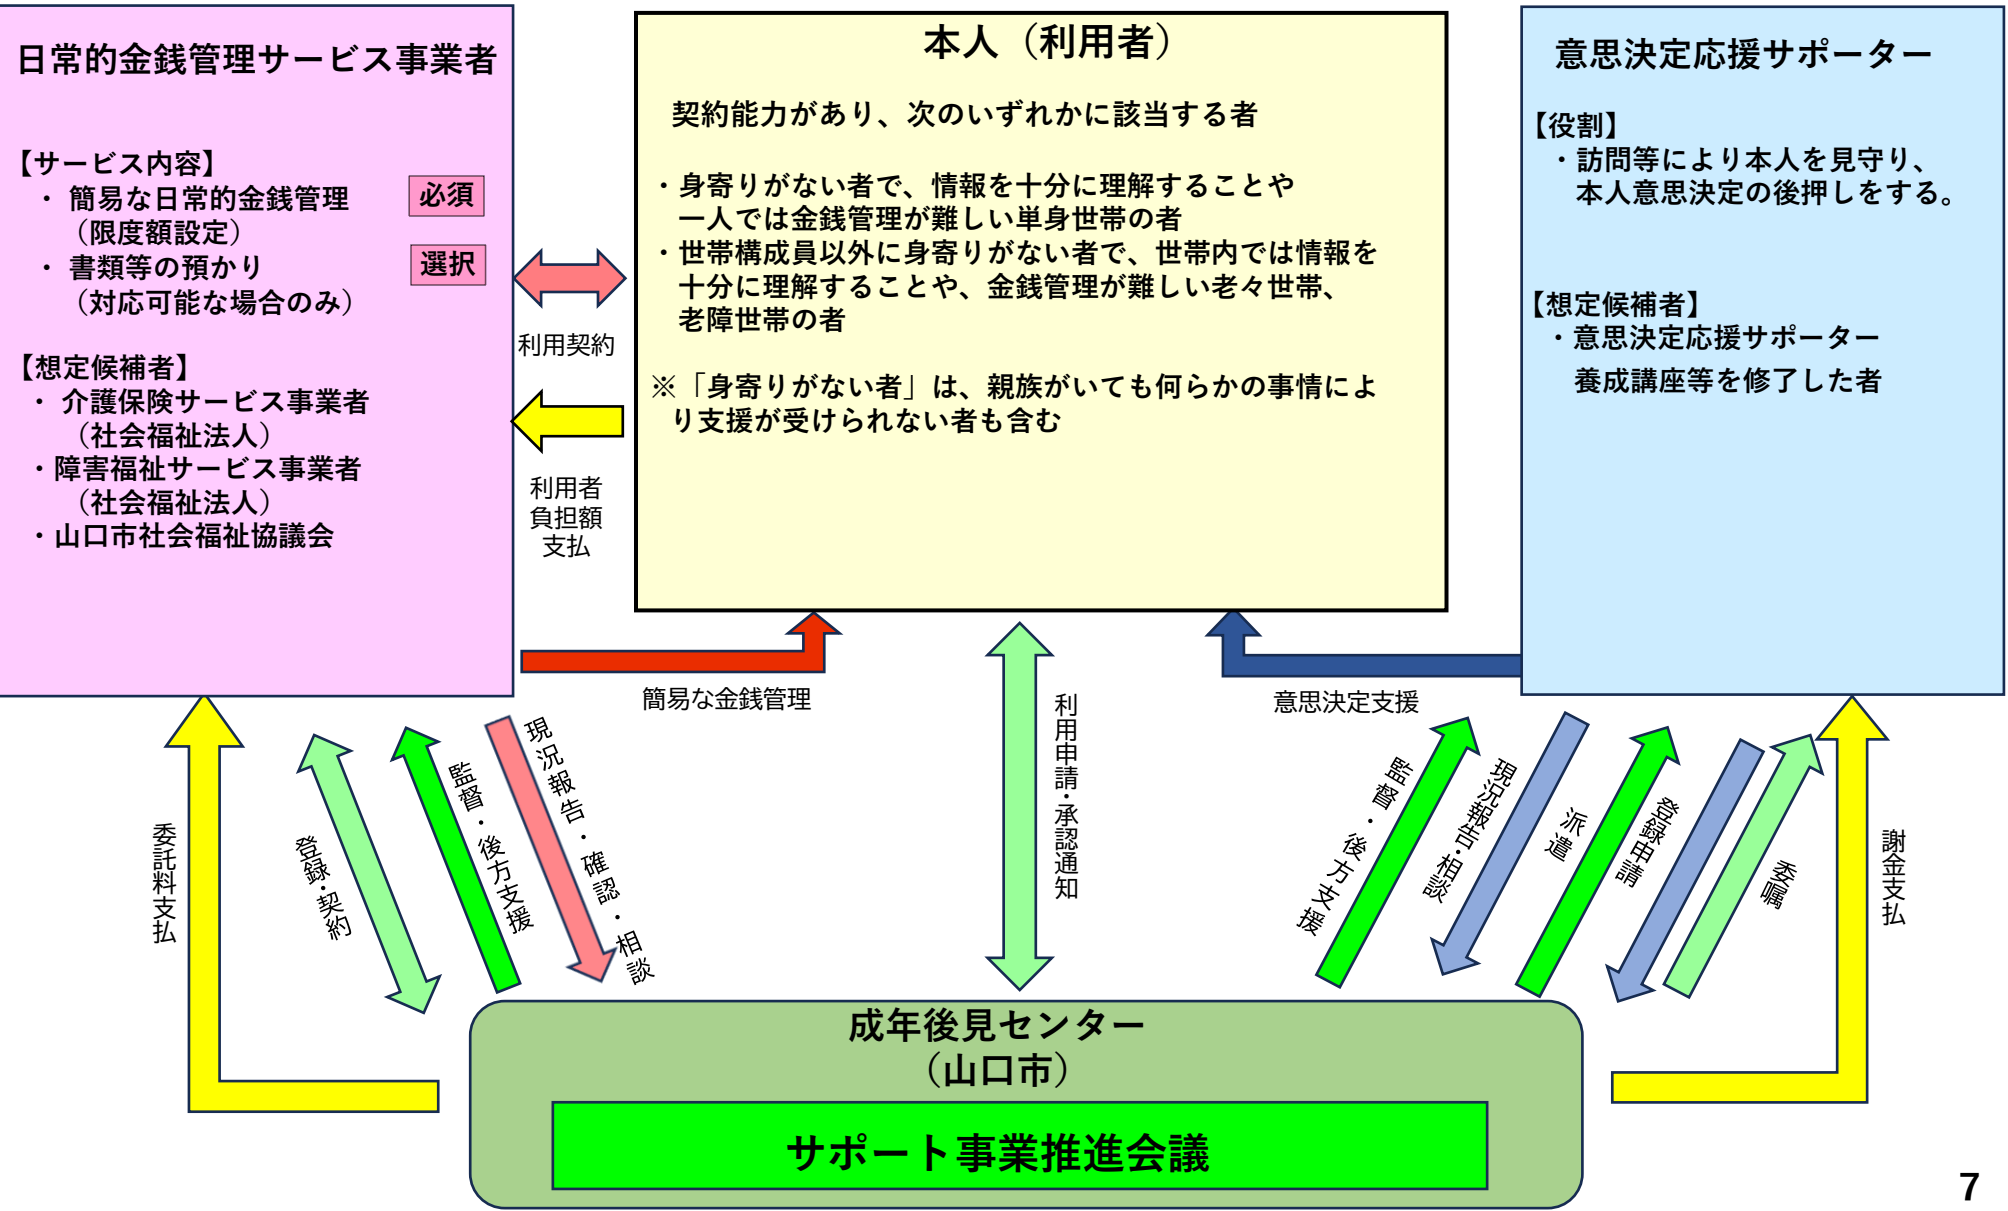 日常的金銭管理サービス事業者
【サービス内容】
・ 簡易な日常的金銭管理
必須
（限度額設定）
・ 書類等の預かり
選択
（対応可能な場合のみ）
【想定候補者】
・ 介護保険サービス事業者
（社会福祉法人）
・障害福祉サービス事業者
（社会福祉法人）
・山口市社会福祉協議会
利用契約
利用者
負担額
支払
本人（利用者）
契約能力があり、次のいずれかに該当する者
・身寄りがない者で、情報を十分に理解することや
一人では金銭管理が難しい単身世帯の者
・世帯構成員以外に身寄りがない者で、世帯内では情報を
十分に理解することや、金銭管理が難しい老々世帯、
老障世帯の者
※「身寄りがない者」は、親族がいても何らかの事情によ
り支援が受けられない者も含む
意思決定応援サポーター
【役割】
・訪問等により本人を見守り、
本人意思決定の後押しをする。
【想定候補者】
・意思決定応援サポーター
養成講座等を修了した者
簡易な金銭管理
意思決定支援
委託料支払
登録・契約
監督・後方支援
現況報告・確認・相談
利用申請・承認通知
監督・後方支援
現況報告・相談
派遣
登録申請
委嘱
謝金支払
成年後見センター
（山口市）
サポート事業推進会議
7